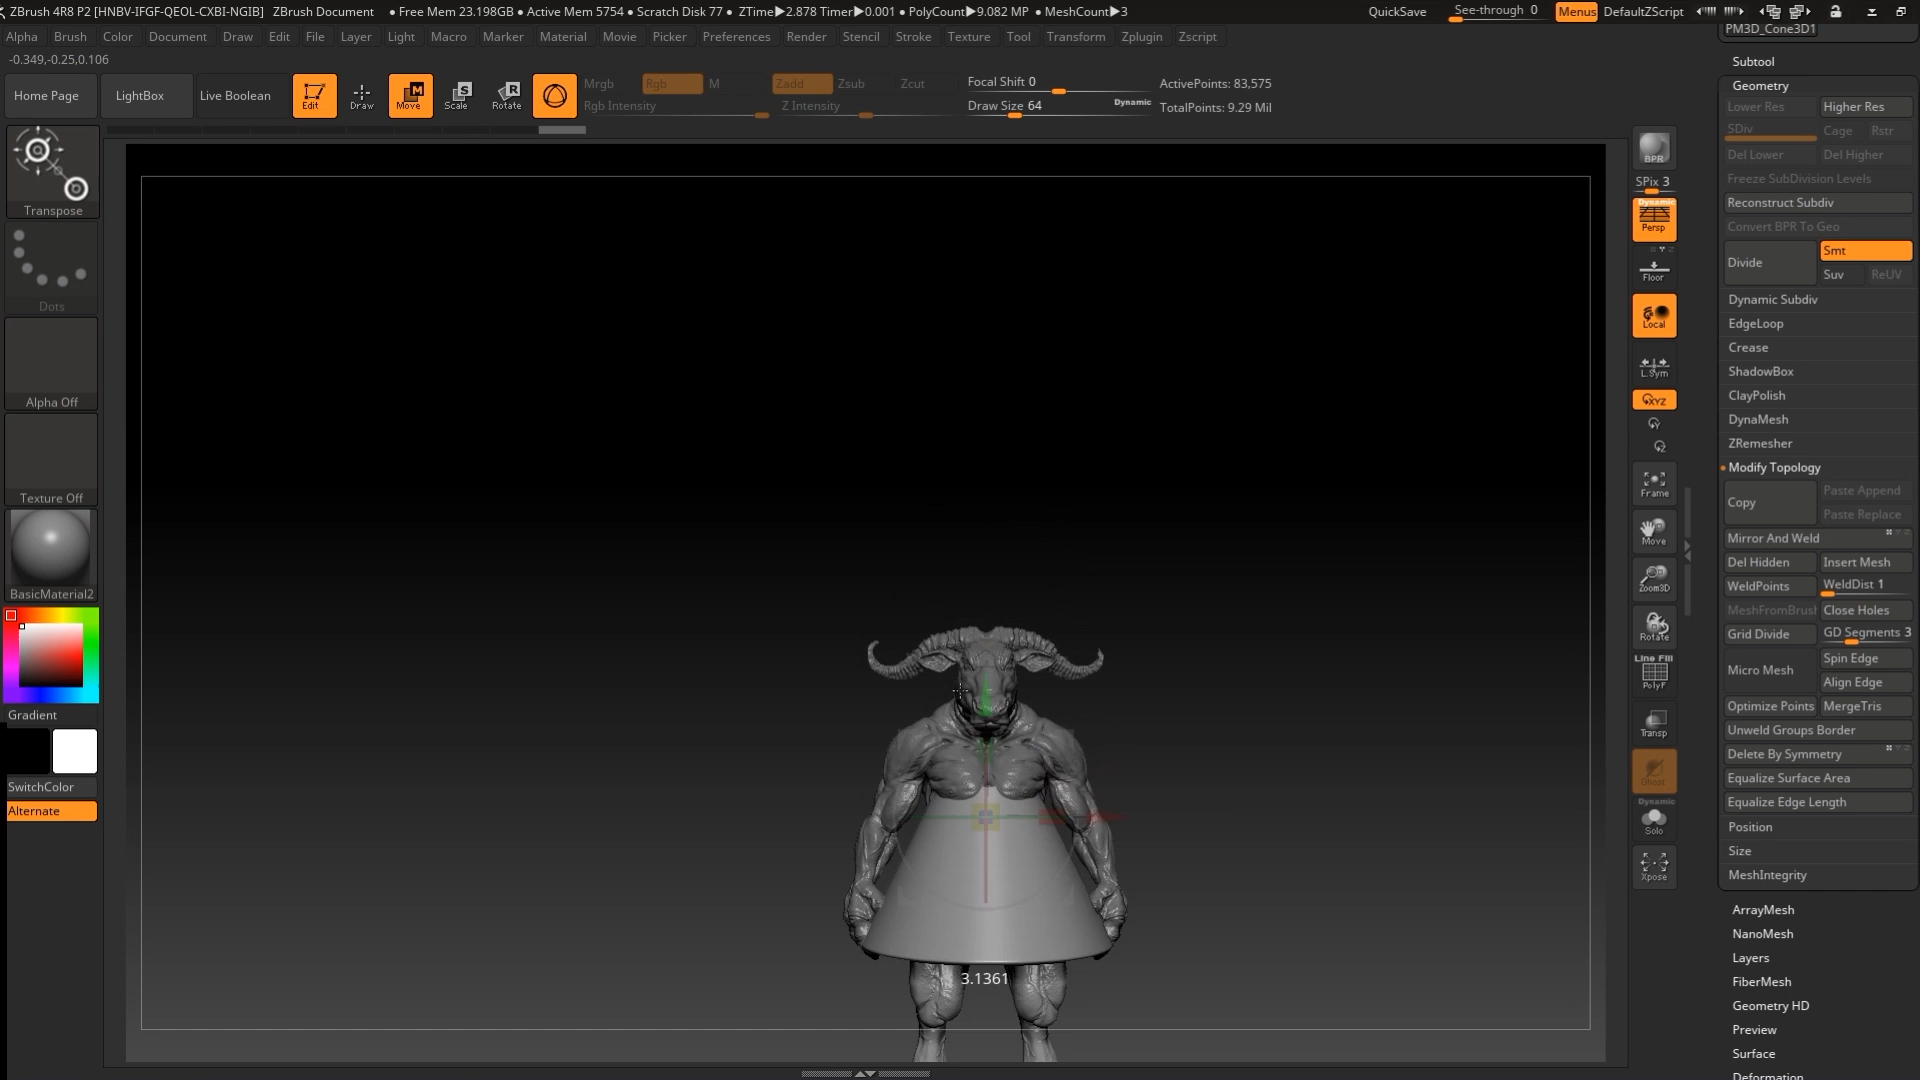 ZBrush 4R8 P2 [HNBV-IFGF-QEOL-CXBI-NGIB] ZBrush Document ● Free Mem 23.198GB ● Active Mem 5754 ● Scratch Disk 77 ● ZTime▶2.878 Timer▶0.001 ● PolyCount▶9.082 MP ● MeshCount▶3 QuickSave See-through 0 Menus DefaultZScript
Alpha Brush Color Document Draw Edit File Layer Light Macro Marker Material Movie Picker Preferences Render Stencil Stroke Texture Tool Transform Zplugin Zscript
-0.349,-0.25,0.106
Home Page LightBox Live Boolean Edit Draw Move Scale Rotate
Mrgb Rgb M Zadd Zsub Zcut
Rgb Intensity Z Intensity
Focal Shift 0
Draw Size 64 Dynamic
ActivePoints: 83,575
TotalPoints: 9.29 Mil
Transpose
Dots
Alpha Off
Texture Off
BasicMaterial2
Gradient
SwitchColor
Alternate
3.1361
BPR
SPix 3
Dynamic
Persp
Floor
Local
L.Sym
XYZ
Frame
Move
Zoom3D
Rotate
Line Fill
PolyF
Transp
Ghost
Dynamic
Solo
Xpose
PM3D_Cone3D1
Subtool
Geometry
Lower Res Higher Res
SDiv Cage Rstr
Del Lower Del Higher
Freeze SubDivision Levels
Reconstruct Subdiv
Convert BPR To Geo
Divide Smt
Suv ReUV
Dynamic Subdiv
EdgeLoop
Crease
ShadowBox
ClayPolish
DynaMesh
ZRemesher
Modify Topology
Copy Paste Append
Paste Replace
Mirror And Weld
Del Hidden Insert Mesh
WeldPoints WeldDist 1
MeshFromBrush Close Holes
Grid Divide GD Segments 3
Micro Mesh Spin Edge
Align Edge
Optimize Points MergeTris
Unweld Groups Border
Delete By Symmetry
Equalize Surface Area
Equalize Edge Length
Position
Size
MeshIntegrity
ArrayMesh
NanoMesh
Layers
FiberMesh
Geometry HD
Preview
Surface
Deformation